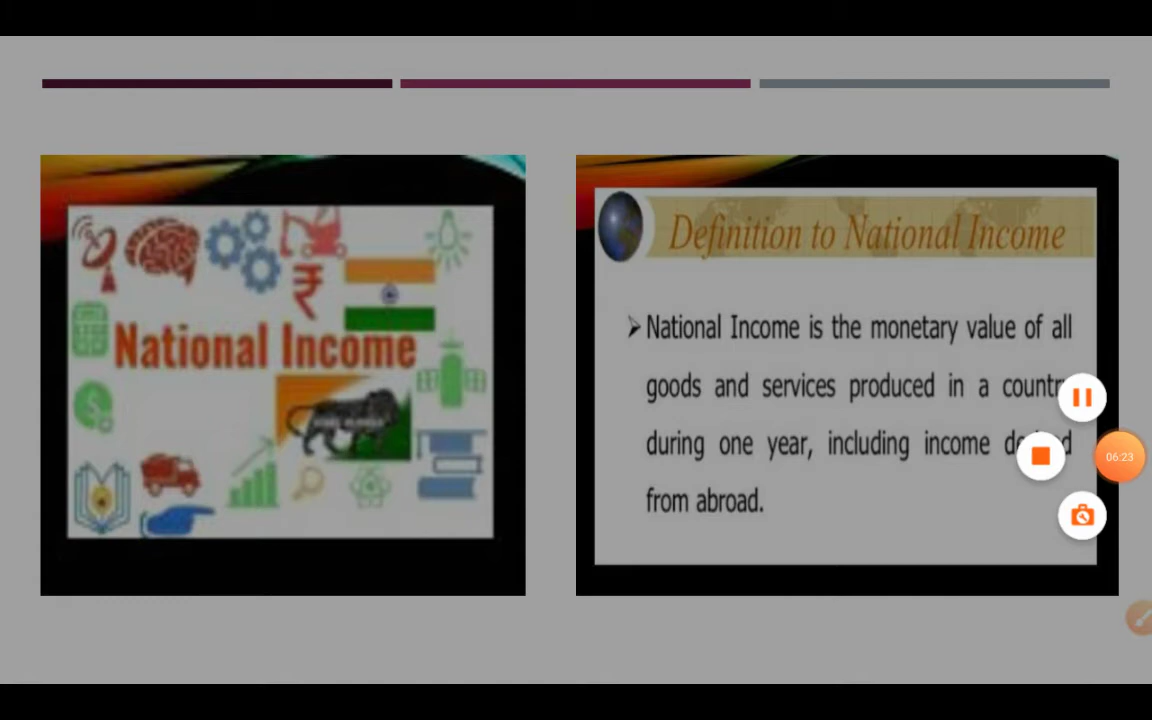 ₹
National Income
Definition to National Income
➢ National Income is the monetary value of all
goods and services produced in a
during one year, including income
from abroad.
06:23